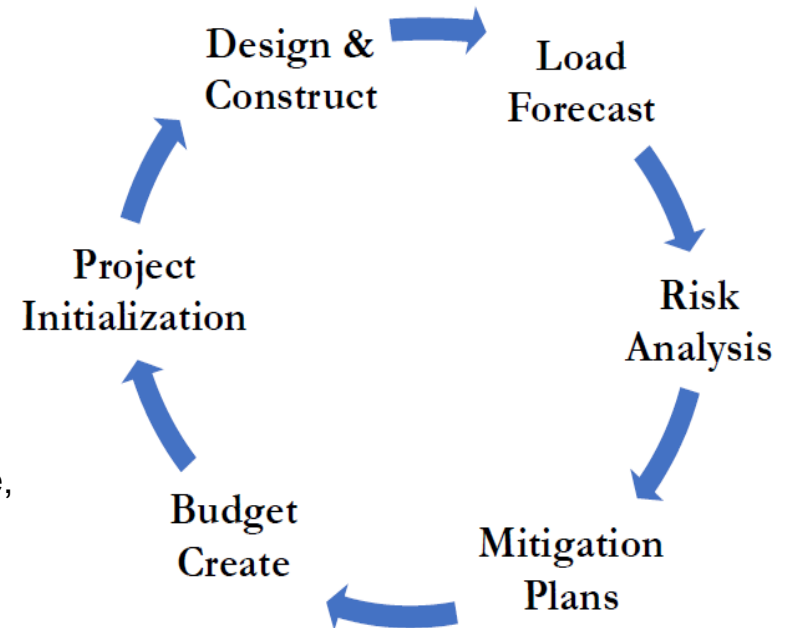 Design &
Construct
Load
Forecast
Risk
Analysis
Mitigation
Plans
Budget
Create
Project
Initialization
e,